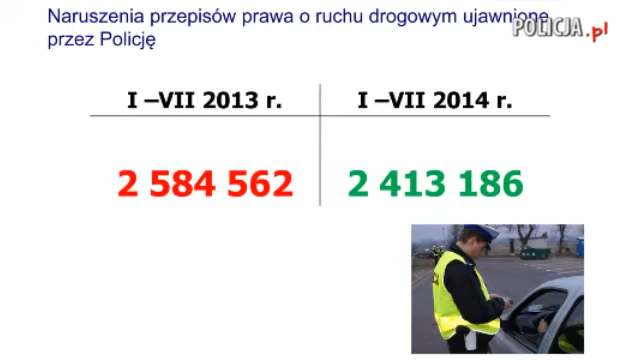 Naruszenia przepisów prawa o ruchu drogowym ujawnione
przez Policję
POLICJA.pl
I –VII 2013 r.
I –VII 2014 r.
2 584 562
2 413 186